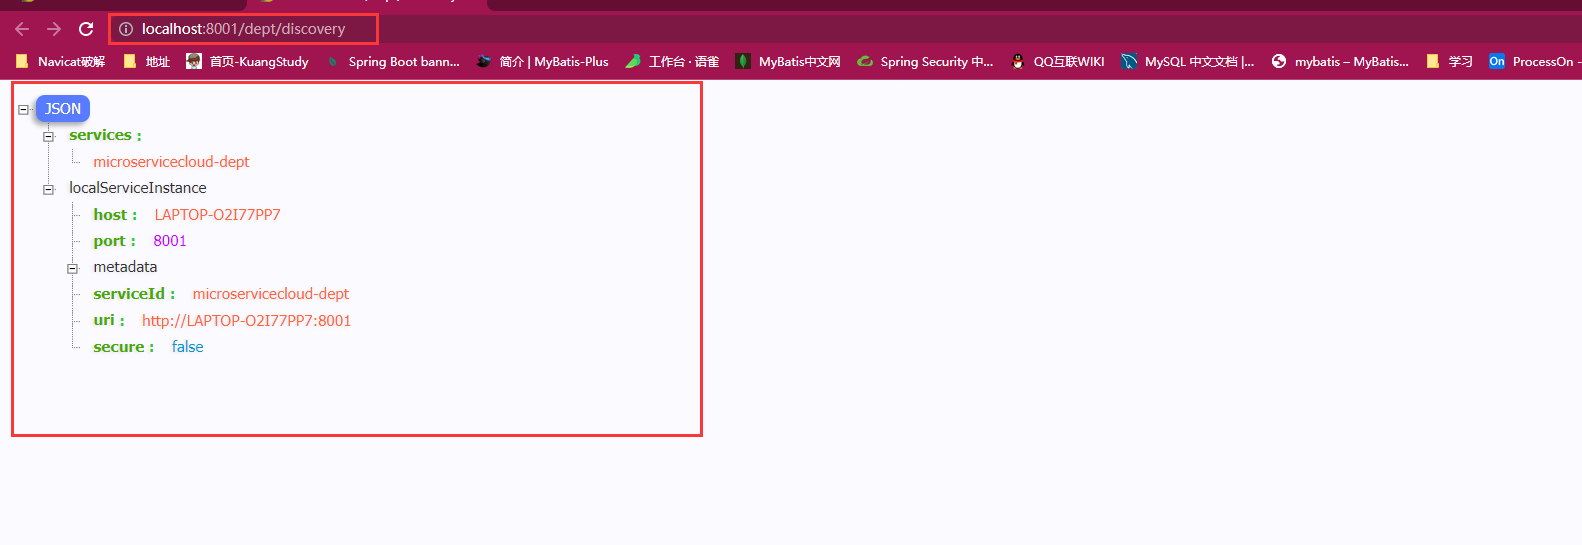 localhost:8001/dept/discovery
Navicat破解 地址 首页-KuangStudy Spring Boot bann... 简介 | MyBatis-Plus 工作台 · 语雀 MyBatis中文网 Spring Security 中... QQ互联WIKI MySQL 中文文档 |... mybatis – MyBatis... 学习 On ProcessOn -
JSON
services :
microservicecloud-dept
localServiceInstance
host : LAPTOP-O2I77PP7
port : 8001
metadata
serviceId : microservicecloud-dept
uri : http://LAPTOP-O2I77PP7:8001
secure : false